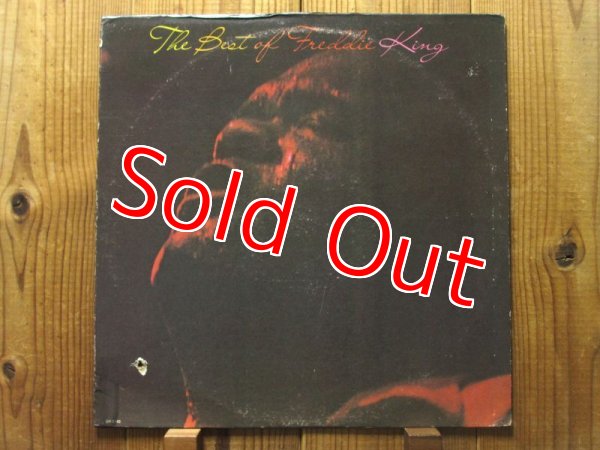 The Best of Freddie King
Sold Out